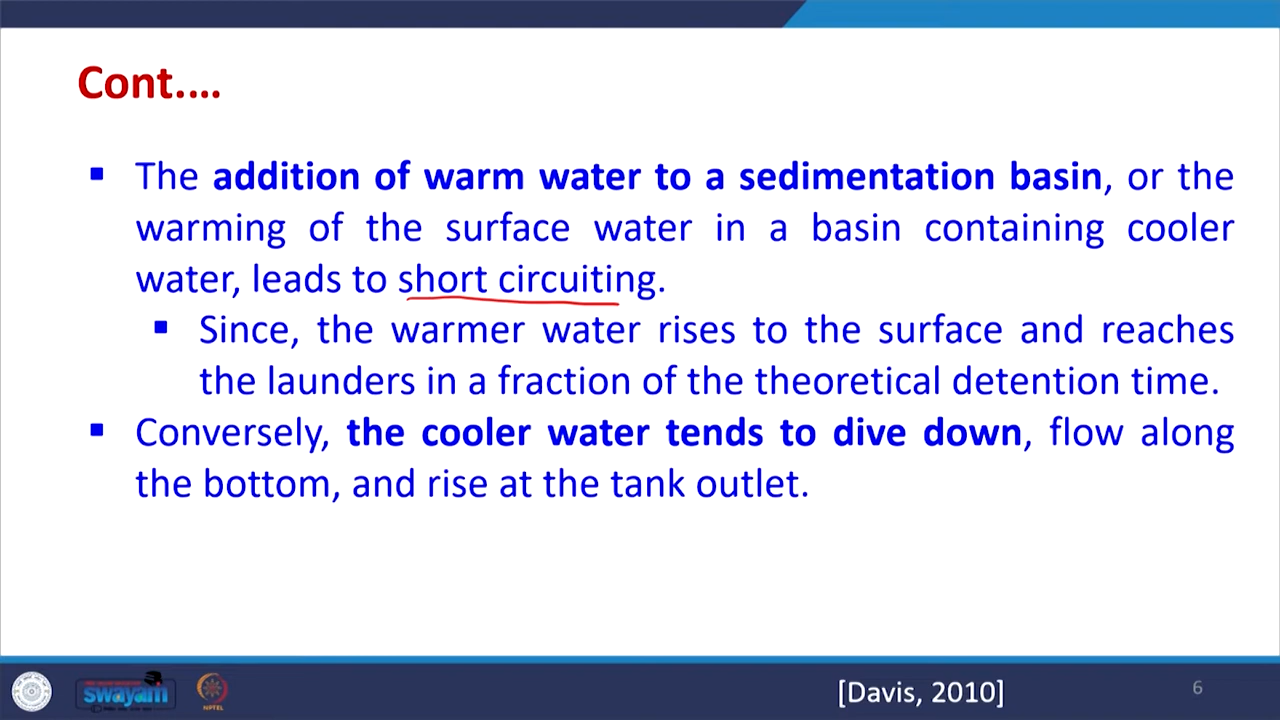 Cont.…
▪ The addition of warm water to a sedimentation basin, or the
warming of the surface water in a basin containing cooler
water, leads to short circuiting.
▪ Since, the warmer water rises to the surface and reaches
the launders in a fraction of the theoretical detention time.
▪ Conversely, the cooler water tends to dive down, flow along
the bottom, and rise at the tank outlet.
swayam
NPTEL
[Davis, 2010]
6